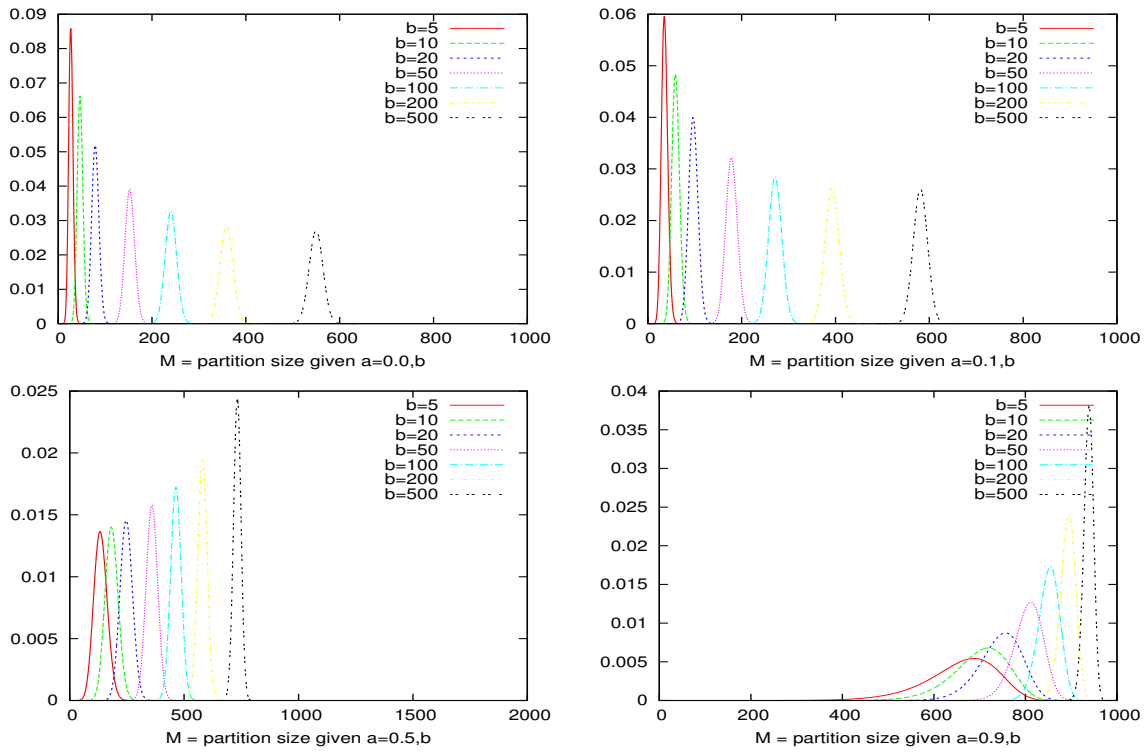 0.09
0.08
0.07
0.06
0.05
0.04
0.03
0.02
0.01
0
0 200 400 600 800 1000
M = partition size given a=0.0,b
b=5
b=10
b=20
b=50
b=100
b=200
b=500
0.06
0.05
0.04
0.03
0.02
0.01
0
0 200 400 600 800 1000
M = partition size given a=0.1,b
b=5
b=10
b=20
b=50
b=100
b=200
b=500
0.025
0.02
0.015
0.01
0.005
0
0 500 1000 1500 2000
M = partition size given a=0.5,b
b=5
b=10
b=20
b=50
b=100
b=200
b=500
0.04
0.035
0.03
0.025
0.02
0.015
0.01
0.005
0
0 200 400 600 800 1000
M = partition size given a=0.9,b
b=5
b=10
b=20
b=50
b=100
b=200
b=500